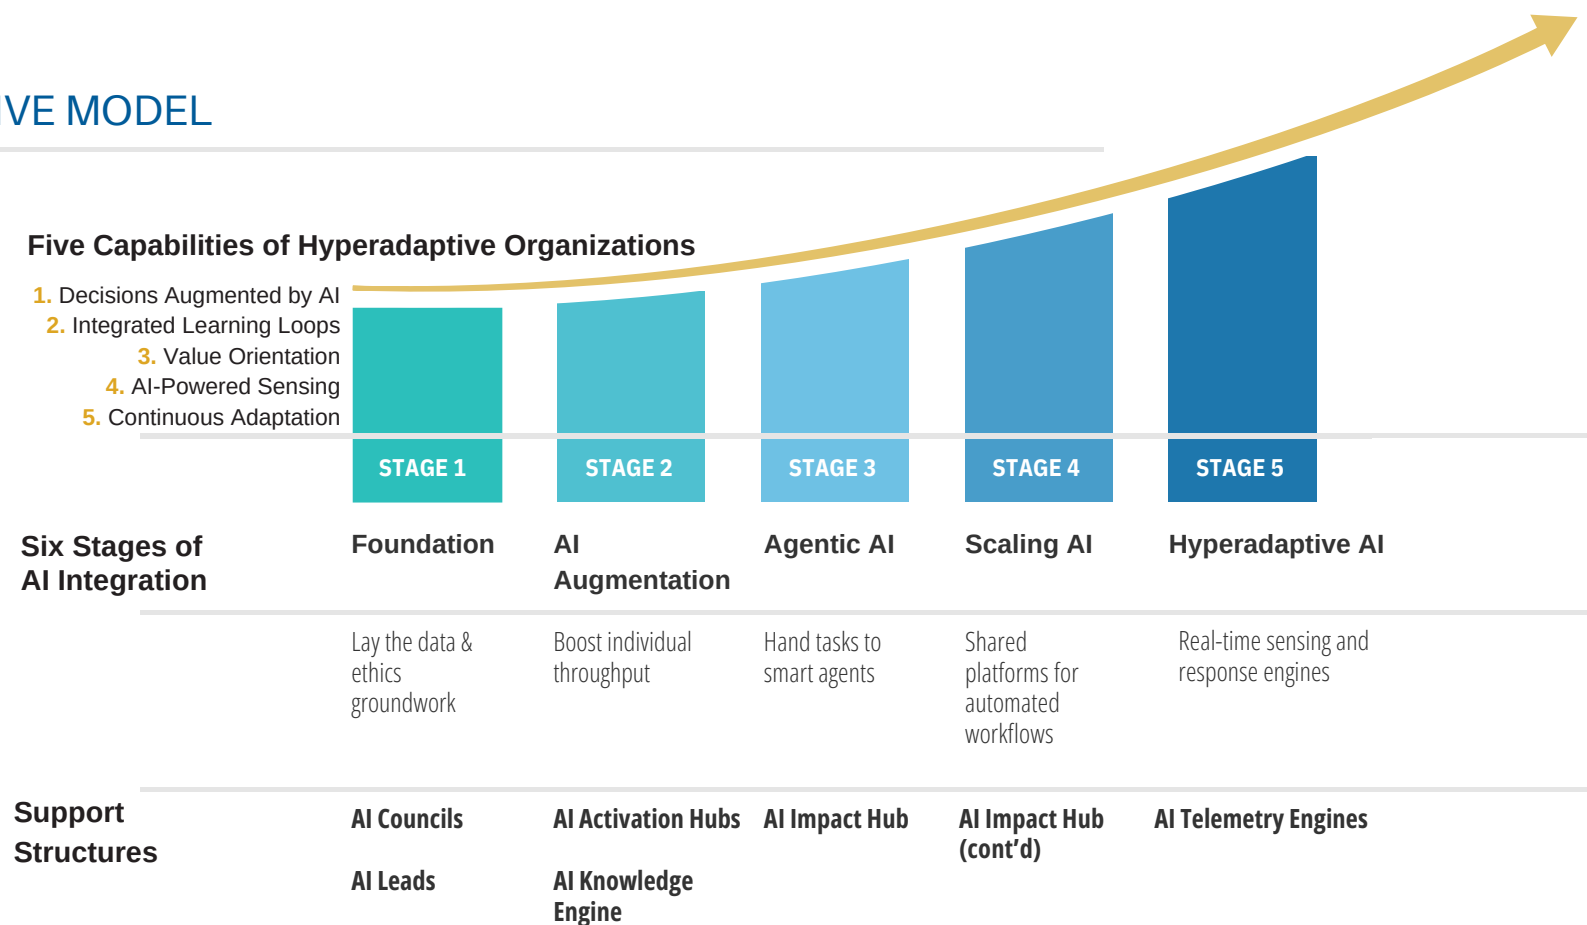 IVE MODEL
Five Capabilities of Hyperadaptive Organizations
1. Decisions Augmented by AI
2. Integrated Learning Loops
3. Value Orientation
4. AI-Powered Sensing
5. Continuous Adaptation
STAGE 1
STAGE 2
STAGE 3
STAGE 4
STAGE 5
Six Stages of
AI Integration
Foundation
AI
Augmentation
Agentic AI
Scaling AI
Hyperadaptive AI
Lay the data &
ethics
groundwork
Boost individual
throughput
Hand tasks to
smart agents
Shared
platforms for
automated
workflows
Real-time sensing and
response engines
Support
Structures
AI Councils
AI Leads
AI Activation Hubs
AI Knowledge
Engine
AI Impact Hub
AI Impact Hub
(cont’d)
AI Telemetry Engines